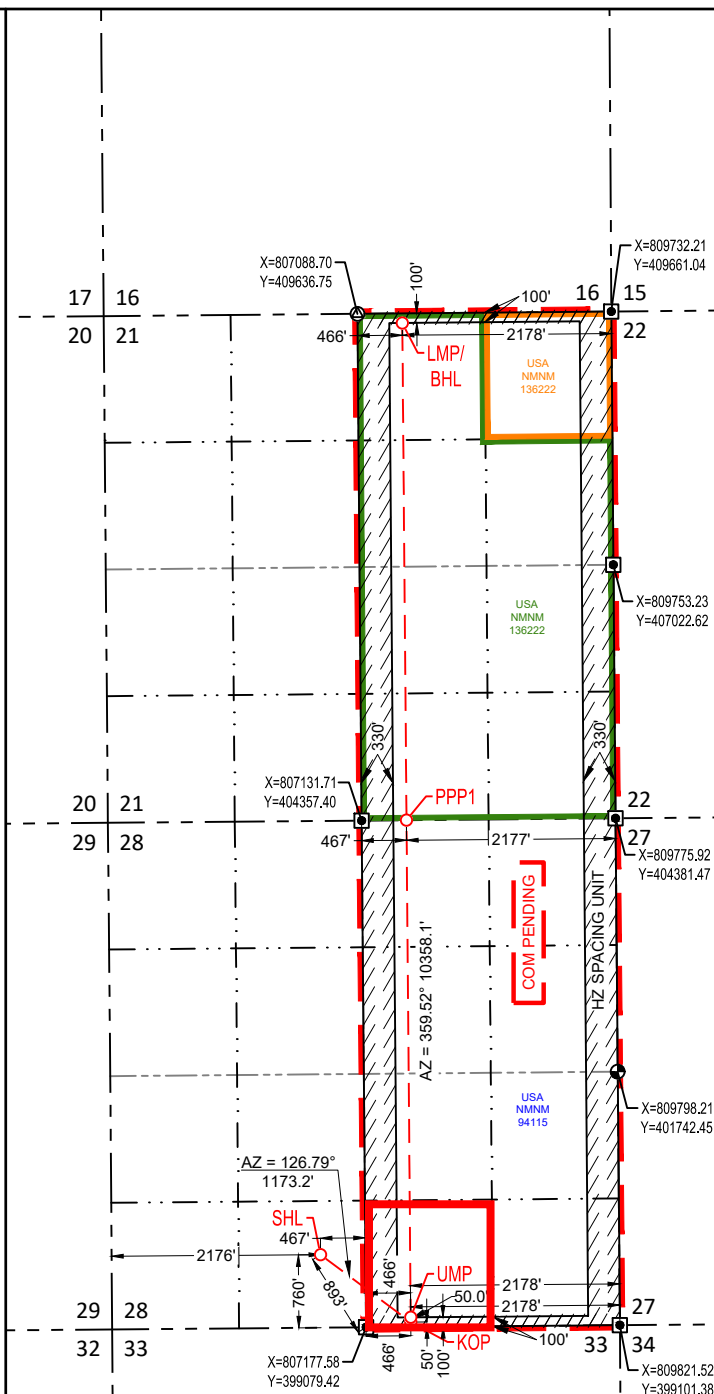 X=809732.21
Y=409661.04
X=807088.70
Y=409636.75
100'
17 16
16 15
100'
20 21
22
466'
2178'
LMP/
BHL
USA
NMNM
136222
X=809753.23
Y=407022.62
USA
NMNM
136222
330'
330'
X=807131.71
Y=404357.40
PPP1
20 21
22
29 28
27
467'
2177'
X=809775.92
Y=404381.47
COM PENDING
HZ SPACING UNIT
AZ = 359.52° 10358.1'
X=809798.21
Y=401742.45
USA
NMNM
94115
AZ = 126.79°
1173.2'
SHL
467'
2176'
UMP
466'
2178'
760'
893'
50.0'
2178'
29 28
27
32 33
33 34
KOP
466'
50'
100'
100'
X=807177.58
Y=399079.42
X=809821.52
Y=399101.38